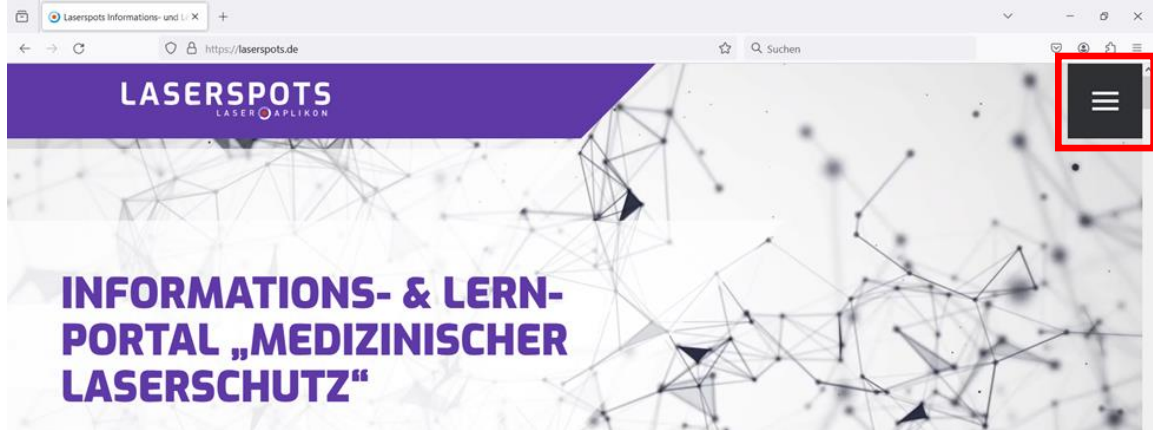 Laserspots Informations- und L
https://laserspots.de
Suchen
LASERSPOTS
LASER APLIKON
INFORMATIONS- & LERN-
PORTAL „MEDIZINISCHER
LASERSCHUTZ“